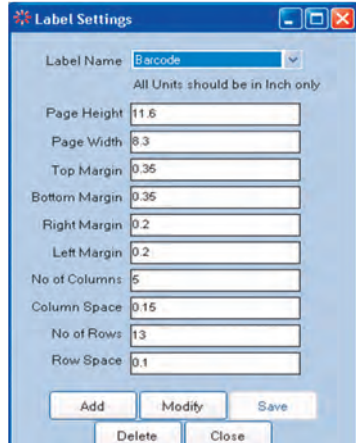 Label Settings
Label Name Barcode
All Units should be in Inch only
Page Height 11.6
Page Width 8.3
Top Margin 0.35
Bottom Margin 0.35
Right Margin 0.2
Left Margin 0.2
No of Columns 5
Column Space 0.15
No of Rows 13
Row Space 0.1
Add Modify Save
Delete Close